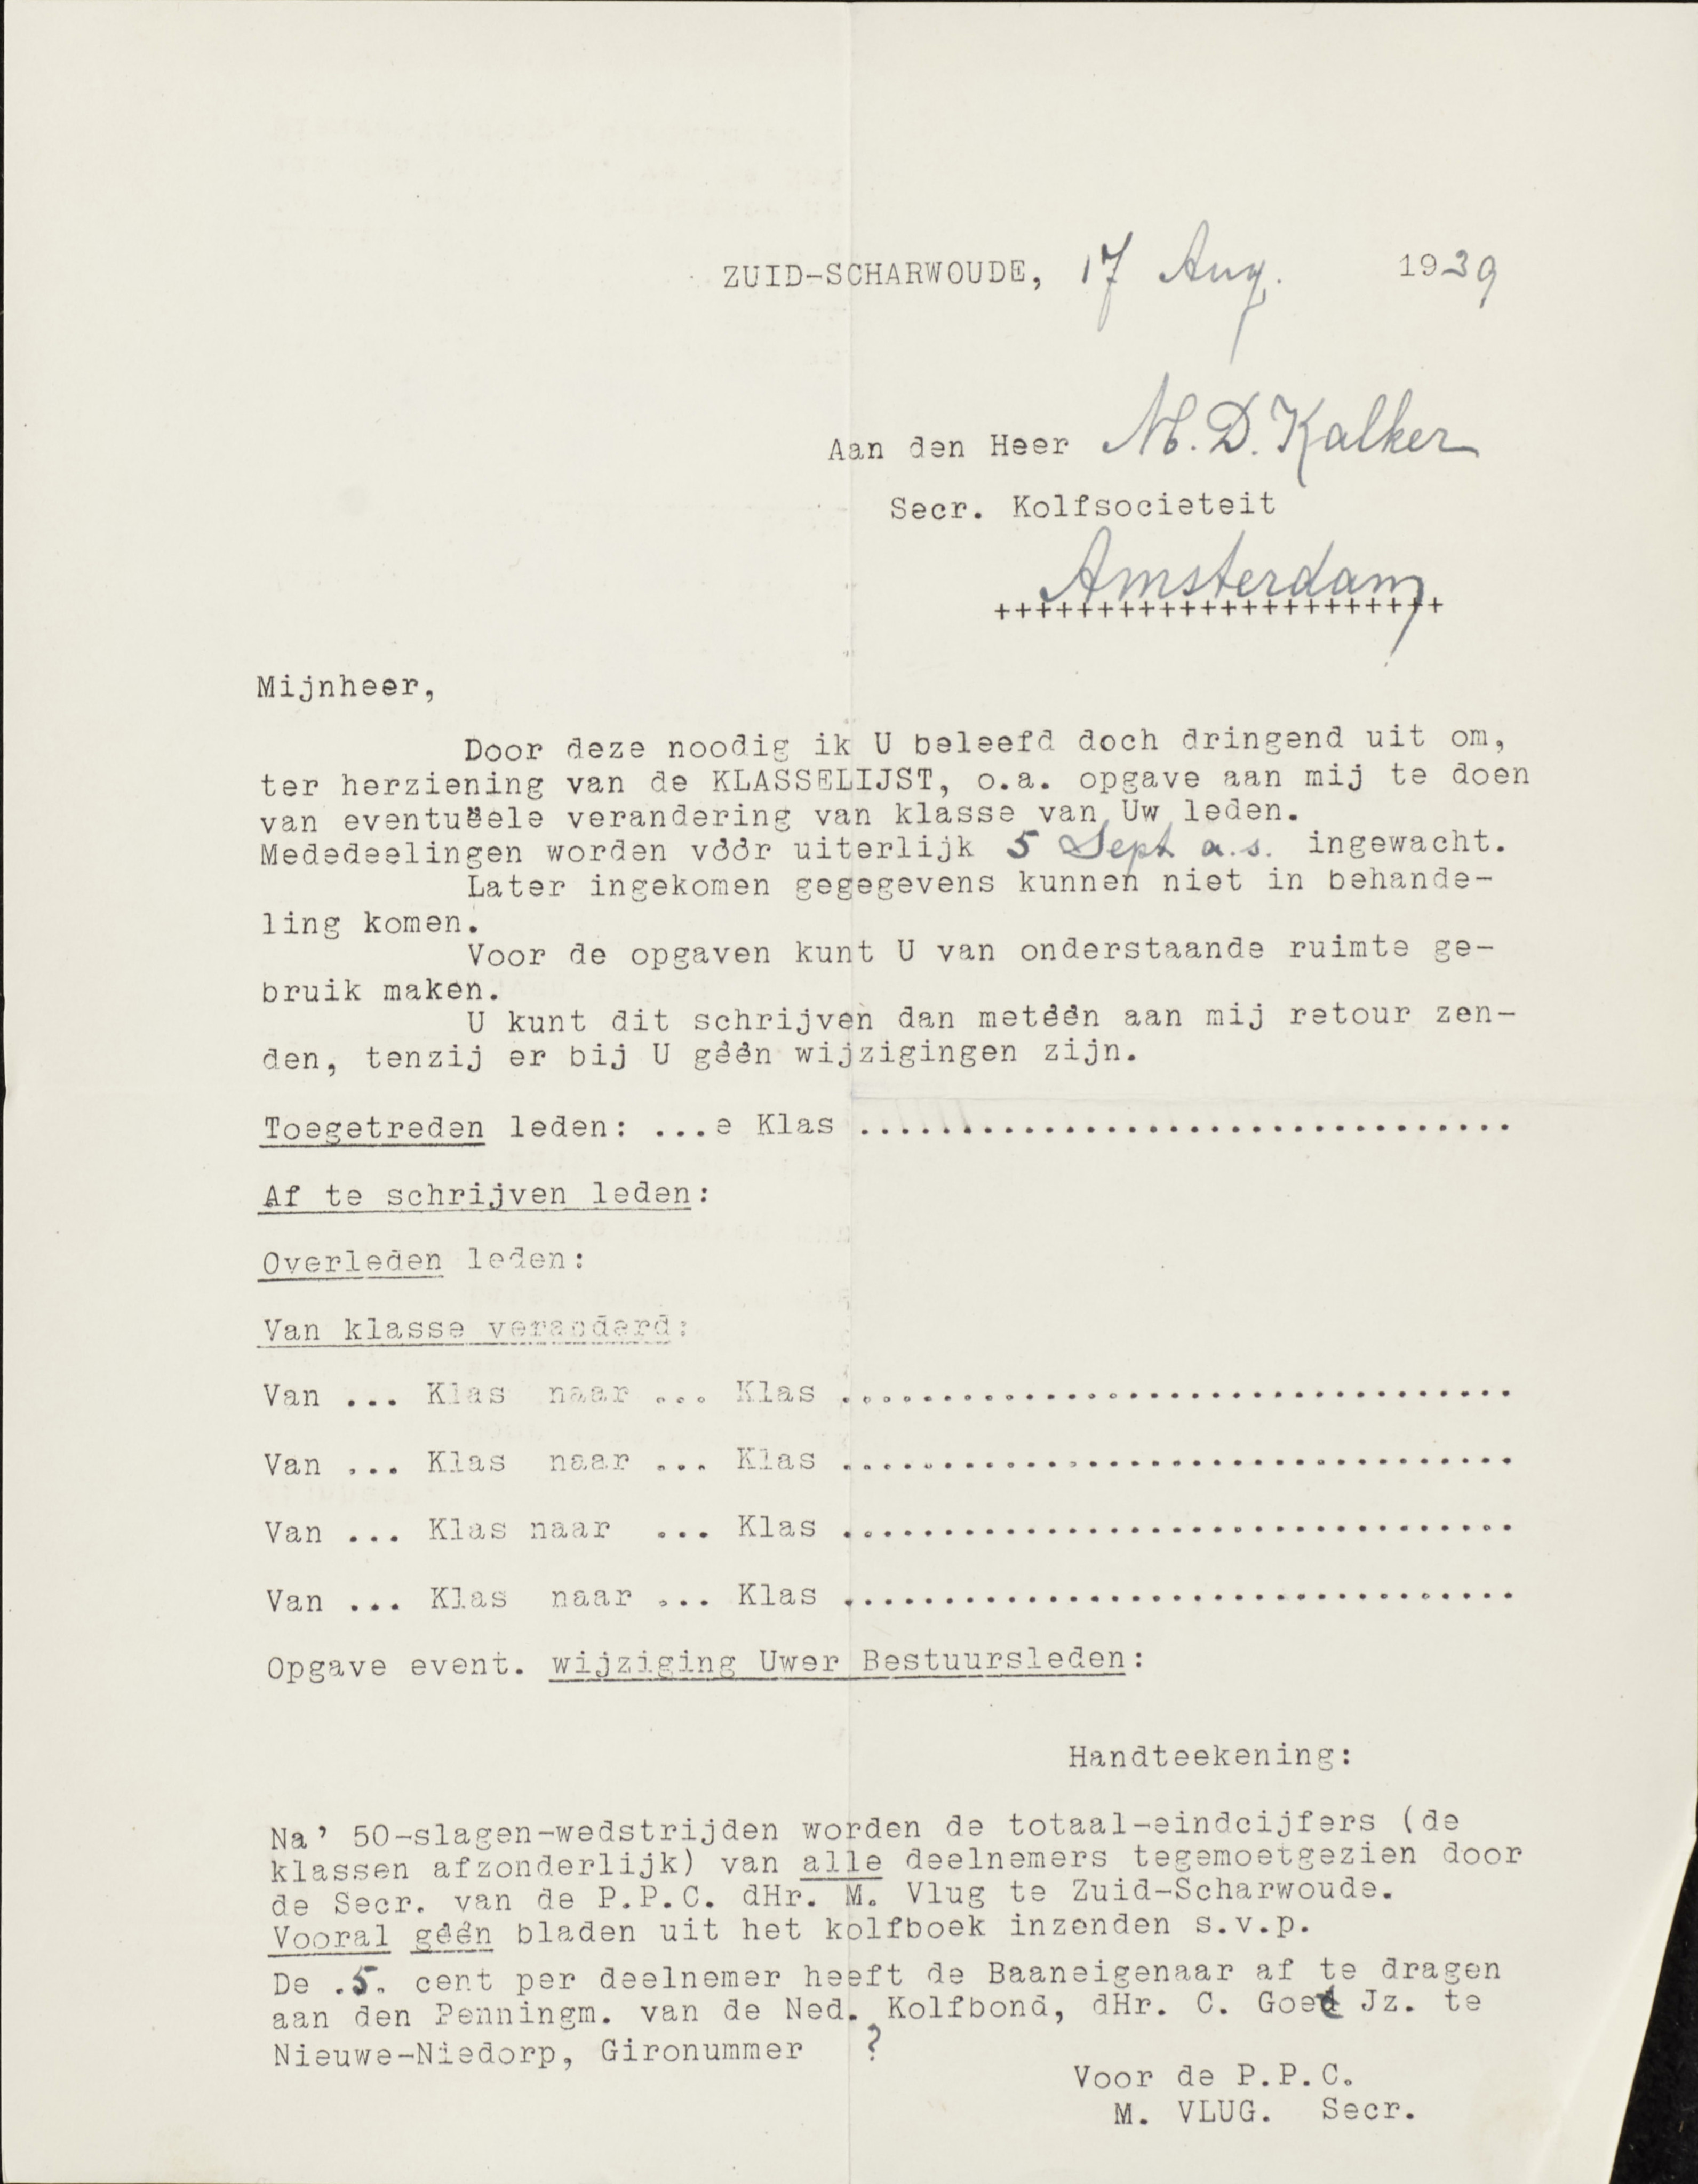 ZUID-SCHARWOUDE, 17 Aug. 1939
Aan den Heer M. D. Kalker
Secr. Kolfsocieteit
Amsterdam
++++++++++++++++++++++
Mijnheer,
Door deze noodig ik U beleefd doch dringend uit om,
ter herziening van de KLASSELIJST, o.a. opgave aan mij te doen
van eventuëele verandering van klasse van Uw leden.
Mededeelingen worden vóór uiterlijk 5 Sept a.s. ingewacht.
Later ingekomen gegegevens kunnen niet in behande-
ling komen.
Voor de opgaven kunt U van onderstaande ruimte ge-
bruik maken.
U kunt dit schrijven dan metéén aan mij retour zen-
den, tenzij er bij U géén wijzigingen zijn.
Toegetreden leden: ...e Klas ................................
Af te schrijven leden:
Overleden leden:
Van klasse veranderd:
Van ... Klas naar ... Klas .................................
Van ... Klas naar ... Klas .................................
Van ... Klas naar ... Klas .................................
Van ... Klas naar ... Klas .................................
Opgave event. wijziging Uwer Bestuursleden:
Handteekening:
Na' 50-slagen-wedstrijden worden de totaal-eindcijfers (de
klassen afzonderlijk) van alle deelnemers tegemoetgezien door
de Secr. van de P.P.C. dHr. M. Vlug te Zuid-Scharwoude.
Vooral géén bladen uit het kolfboek inzenden s.v.p.
De .5. cent per deelnemer heeft de Baaneigenaar af te dragen
aan den Penningm. van de Ned. Kolfbond, dHr. C. Goet Jz. te
Nieuwe-Niedorp, Gironummer ?
Voor de P.P.C.
M. VLUG. Secr.